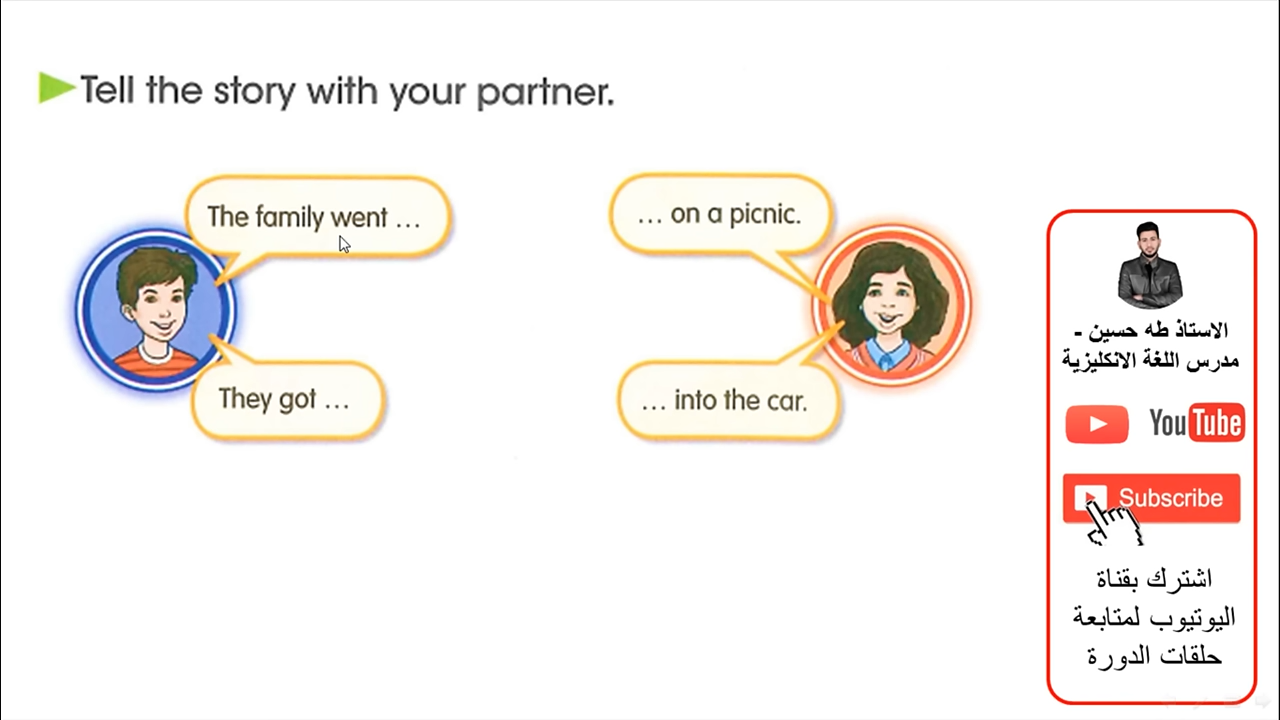 Tell the story with your partner.
The family went ...
... on a picnic.
They got ...
... into the car.
الاستاذ طه حسين -
مدرس اللغة الانكليزية
YouTube
Subscribe
اشترك بقناة
اليوتيوب لمتابعة
حلقات الدورة